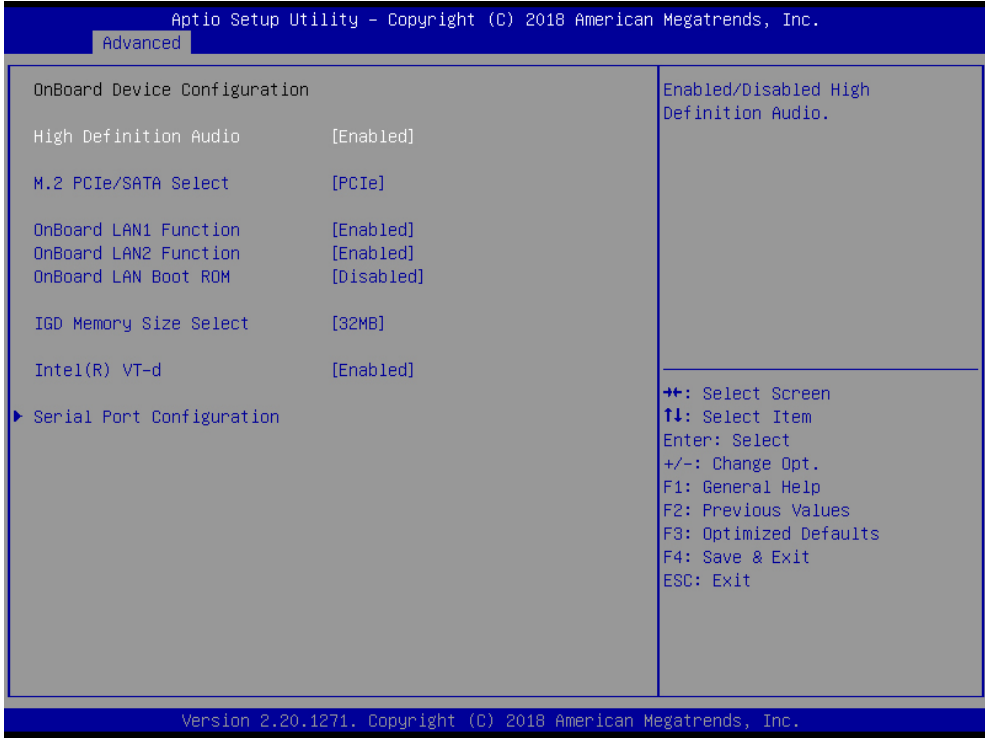 Aptio Setup Utility – Copyright (C) 2018 American Megatrends, Inc.
Advanced
OnBoard Device Configuration
High Definition Audio [Enabled]
M.2 PCIe/SATA Select [PCIe]
OnBoard LAN1 Function [Enabled]
OnBoard LAN2 Function [Enabled]
OnBoard LAN Boot ROM [Disabled]
IGD Memory Size Select [32MB]
Intel(R) VT-d [Enabled]
Serial Port Configuration
Enabled/Disabled High
Definition Audio.
→←: Select Screen
↑↓: Select Item
Enter: Select
+/-: Change Opt.
F1: General Help
F2: Previous Values
F3: Optimized Defaults
F4: Save & Exit
ESC: Exit
Version 2.20.1271. Copyright (C) 2018 American Megatrends, Inc.